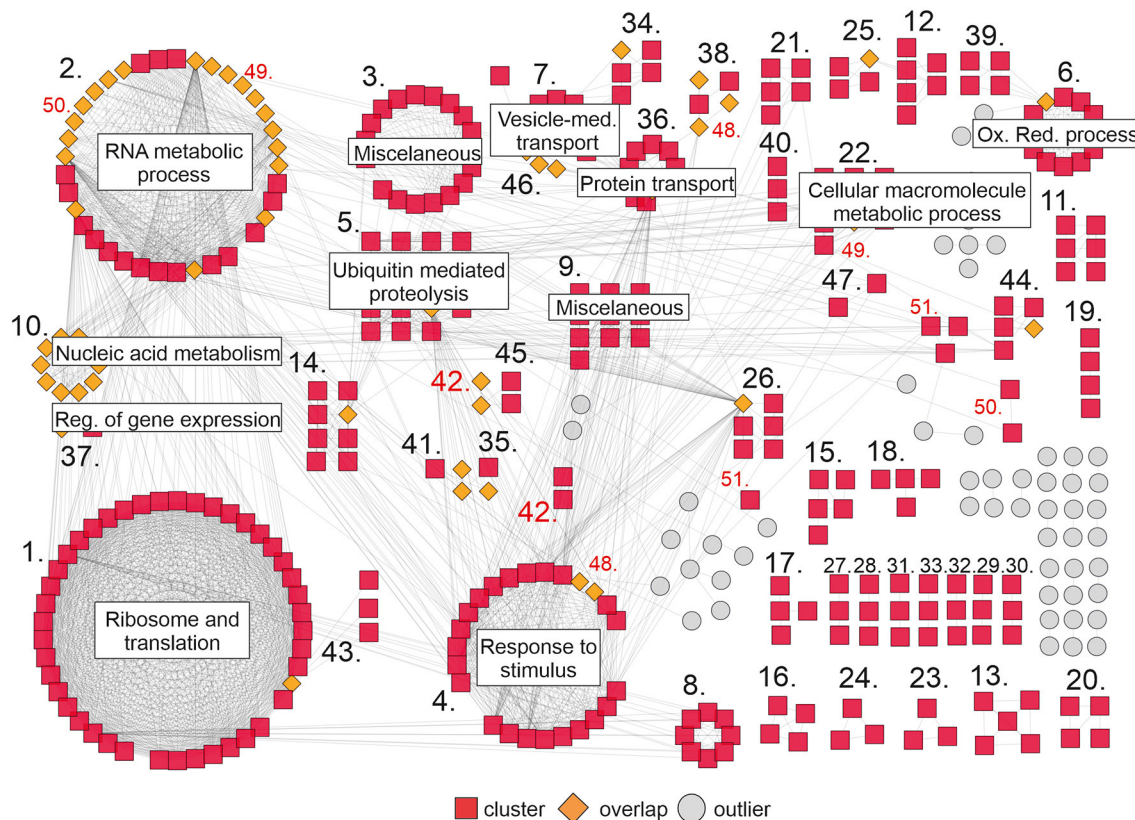 34.
12.
2.
49.
3.
7.
38.
21.
25.
39.
6.
50.
RNA metabolic
process
Miscelaneous
Vesicle-med.
transport
48.
36.
Ox. Red. process
46.
Protein transport
40.
22.
Cellular macromolecule
metabolic process
11.
5.
49.
Ubiquitin mediated
proteolysis
9.
Miscelaneous
47.
51.
44.
19.
10.
Nucleic acid metabolism
14.
45.
42.
26.
50.
Reg. of gene expression
37.
41.
35.
51.
15.
18.
42.
1.
48.
17.
27.
28.
31.
33.
32.
29.
30.
Ribosome and
translation
43.
Response to
stimulus
4.
8.
16.
24.
23.
13.
20.
cluster
overlap
outlier